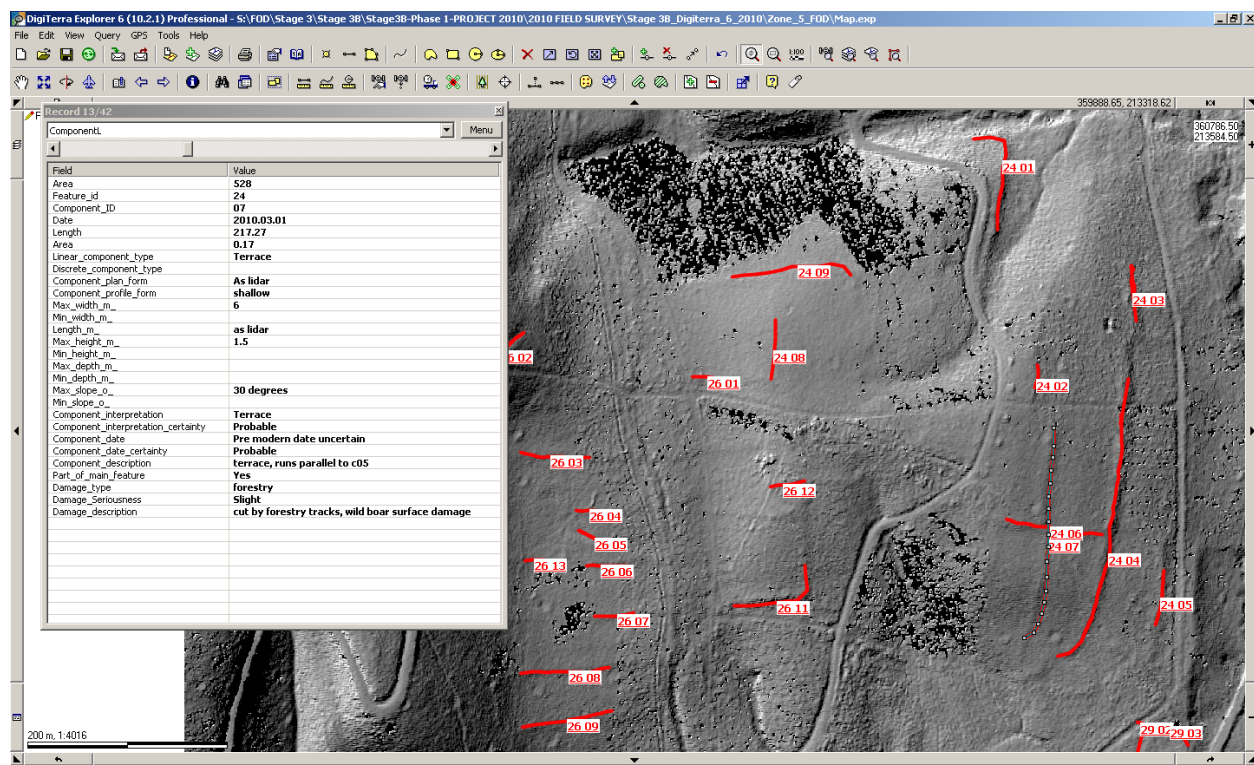 DigiTerra Explorer 6 (10.2.1) Professional - S:\FOD\Stage 3\Stage 3B\Stage3B-Phase 1-PROJECT 2010\2010 FIELD SURVEY\Stage 3B_Digiterra_6_2010\Zone_5_FOD\Map.exp
File Edit View Query GPS Tools Help
359888.65, 213318.62
360786.50
213584.50
Record 13/42
ComponentL Menu
Field Value
Area 528
Feature_id 24
Component_ID 07
Date 2010.03.01
Length 217.27
Area 0.17
Linear_component_type Terrace
Discrete_component_type
Component_plan_form As lidar
Component_profile_form shallow
Max_width_m_ 6
Min_width_m_
Length_m_ as lidar
Max_height_m_ 1.5
Min_height_m_
Max_depth_m_
Min_depth_m_
Max_slope_o_ 30 degrees
Min_slope_o_
Component_interpretation Terrace
Component_interpretation_certainty Probable
Component_date Pre modern date uncertain
Component_date_certainty Probable
Component_description terrace, runs parallel to c05
Part_of_main_feature Yes
Damage_type forestry
Damage_Seriousness Slight
Damage_description cut by forestry tracks, wild boar surface damage
24 01
24 09
24 03
6 02
24 08
26 01
24 02
26 03
26 12
26 04
24 06
26 05
24 07
24 04
26 13
26 06
26 11
24 05
26 07
26 08
26 09
29 02
29 03
200 m, 1:4016